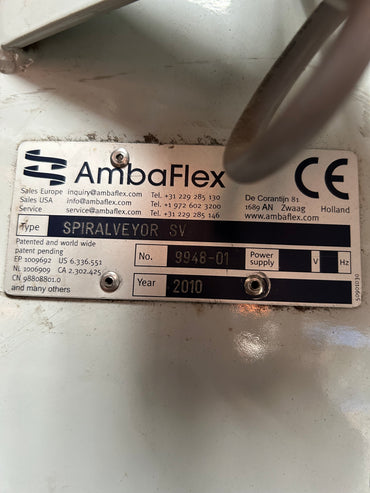 AmbaFlex
CE
Sales Europe inquiry@ambaflex.com Tel. +31 229 285 130
Sales USA info@ambaflex.com Tel. +1 972 602 3200
Service service@ambaflex.com Tel. +31 229 285 146
De Corantijn 81
1689 AN Zwaag Holland
www.ambaflex.com
Type SPIRALVEYOR SV
Patented and world wide
patent pending
EP 1009692 US 6.336.551
NL 1006909 CA 2.302.425
CN 98808801.0
and many others
No. 9948-01 Power supply V Hz
Year 2010
50901030